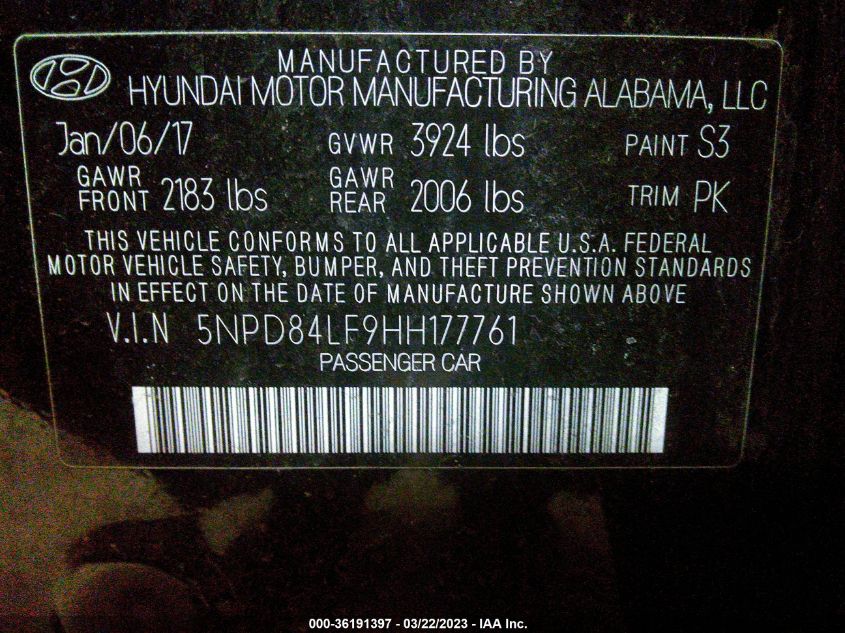 MANUFACTURED BY
HYUNDAI MOTOR MANUFACTURING ALABAMA, LLC
Jan/06/17 GVWR 3924 lbs PAINT S3
GAWR FRONT 2183 lbs GAWR REAR 2006 lbs TRIM PK
THIS VEHICLE CONFORMS TO ALL APPLICABLE U.S.A. FEDERAL
MOTOR VEHICLE SAFETY, BUMPER, AND THEFT PREVENTION STANDARDS
IN EFFECT ON THE DATE OF MANUFACTURE SHOWN ABOVE
V.I.N 5NPD84LF9HH177761
PASSENGER CAR
000-36191397 - 03/22/2023 - IAA Inc.